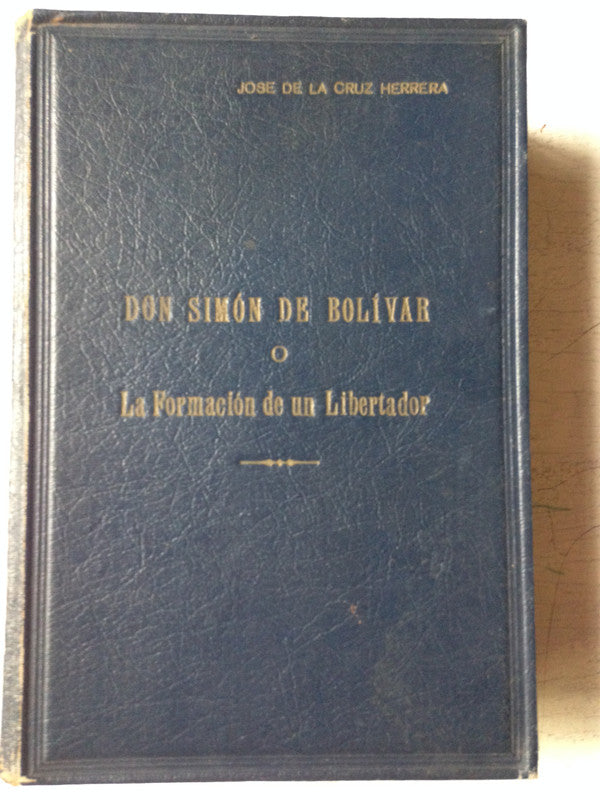 JOSE DE LA CRUZ HERRERA
DON SIMÓN DE BOLÍVAR
O
La Formación de un Libertador